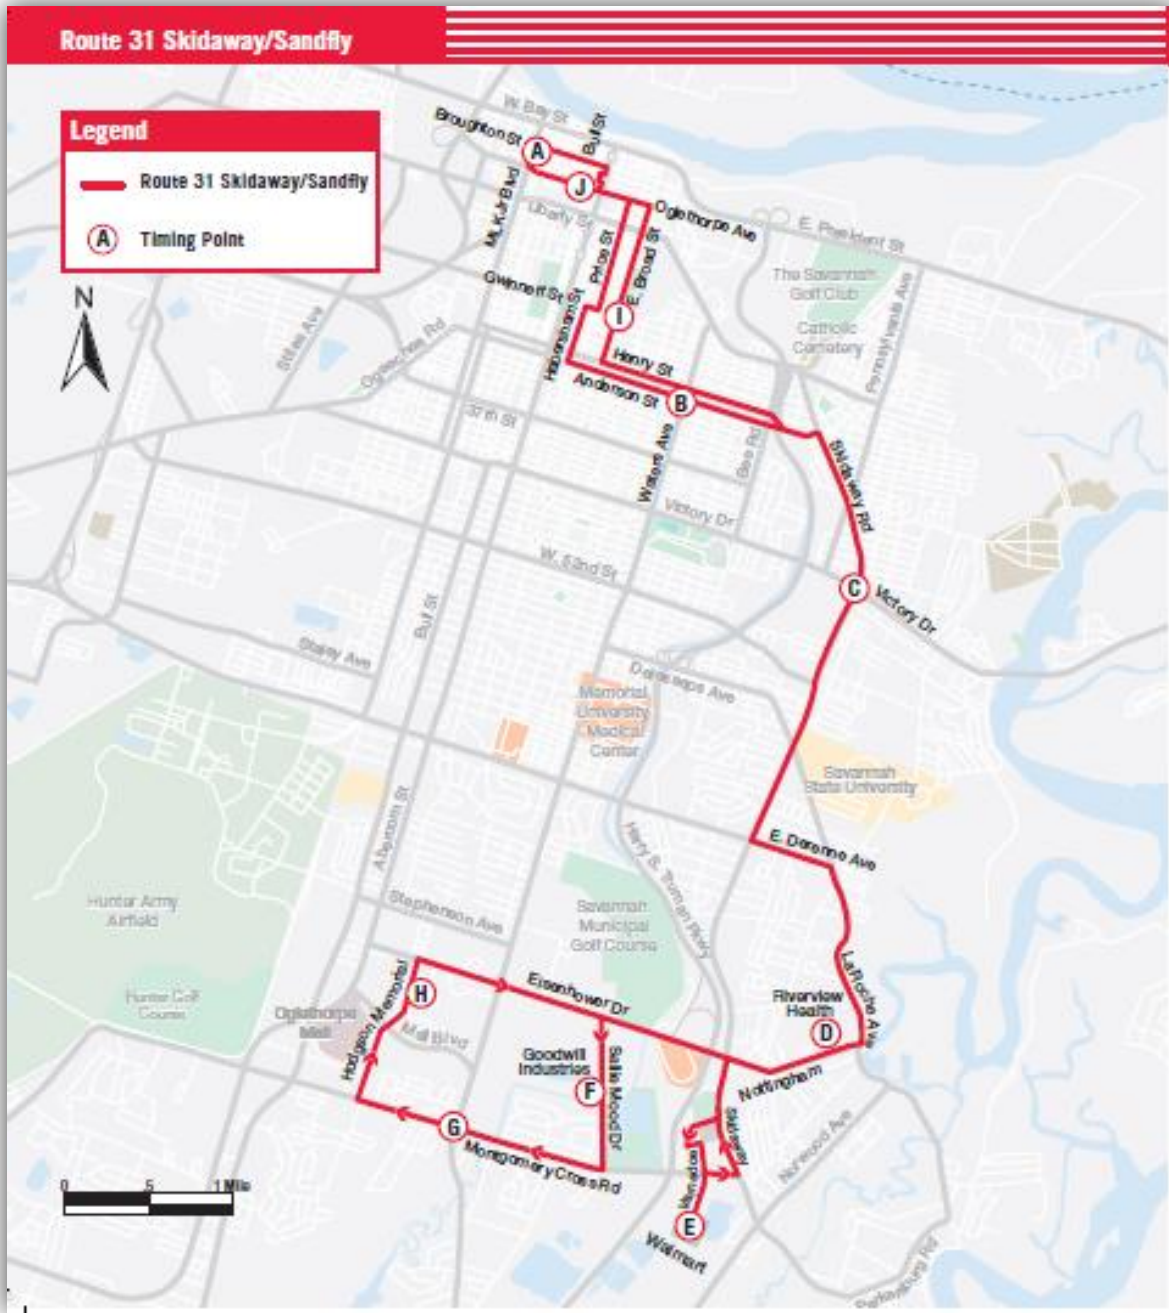 Route 31 Skidaway/Sandfly
Legend
Route 31 Skidaway/Sandfly
A
Timing Point
N
W. Bay St
Broughton St
Bull St
A
J
MLK Jr Blvd
Liberty St
Oglethorpe Ave
E. President St
Price St
E. Broad St
The Savannah
Golf Club
Gwinnett St
Habersham St
I
Catholic
Cemetery
Pennsylvania Ave
Stiles Ave
Ogeechee Rd
Henry St
Anderson St
B
37th St
Waters Ave
Bee Rd
Skidaway Rd
Victory Dr
W. 52nd St
C
Victory Dr
Bull St
Staley Ave
Delesseps Ave
Memorial
University
Medical
Center
Savannah
State University
Abercorn St
Harry S. Truman Pkwy
E. Derenne Ave
Hunter Army
Airfield
Stephenson Ave
Savannah
Municipal
Golf Course
LaRoche Ave
Hodgson Memorial
H
Eisenhower Dr
Riverview
Health
D
Hunter Golf
Course
Oglethorpe
Mall
Mall Blvd
Goodwill
Industries
F
Sallie Mood Dr
Nottingham
G
Montgomery Cross Rd
Skidaway
Norwood Ave
E
Walmart
0 .5 1 Mile